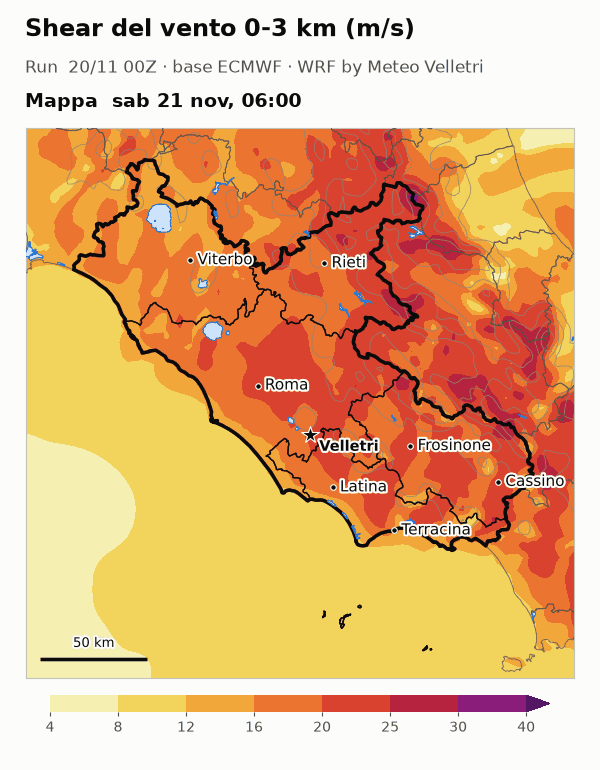 Shear del vento 0-3 km (m/s)
Run  20/11 00Z · base ECMWF · WRF by Meteo Velletri
Mappa  sab 21 nov, 06:00
Viterbo
Rieti
Roma
Velletri
Frosinone
Latina
Cassino
Terracina
50 km
4 8 12 16 20 25 30 40